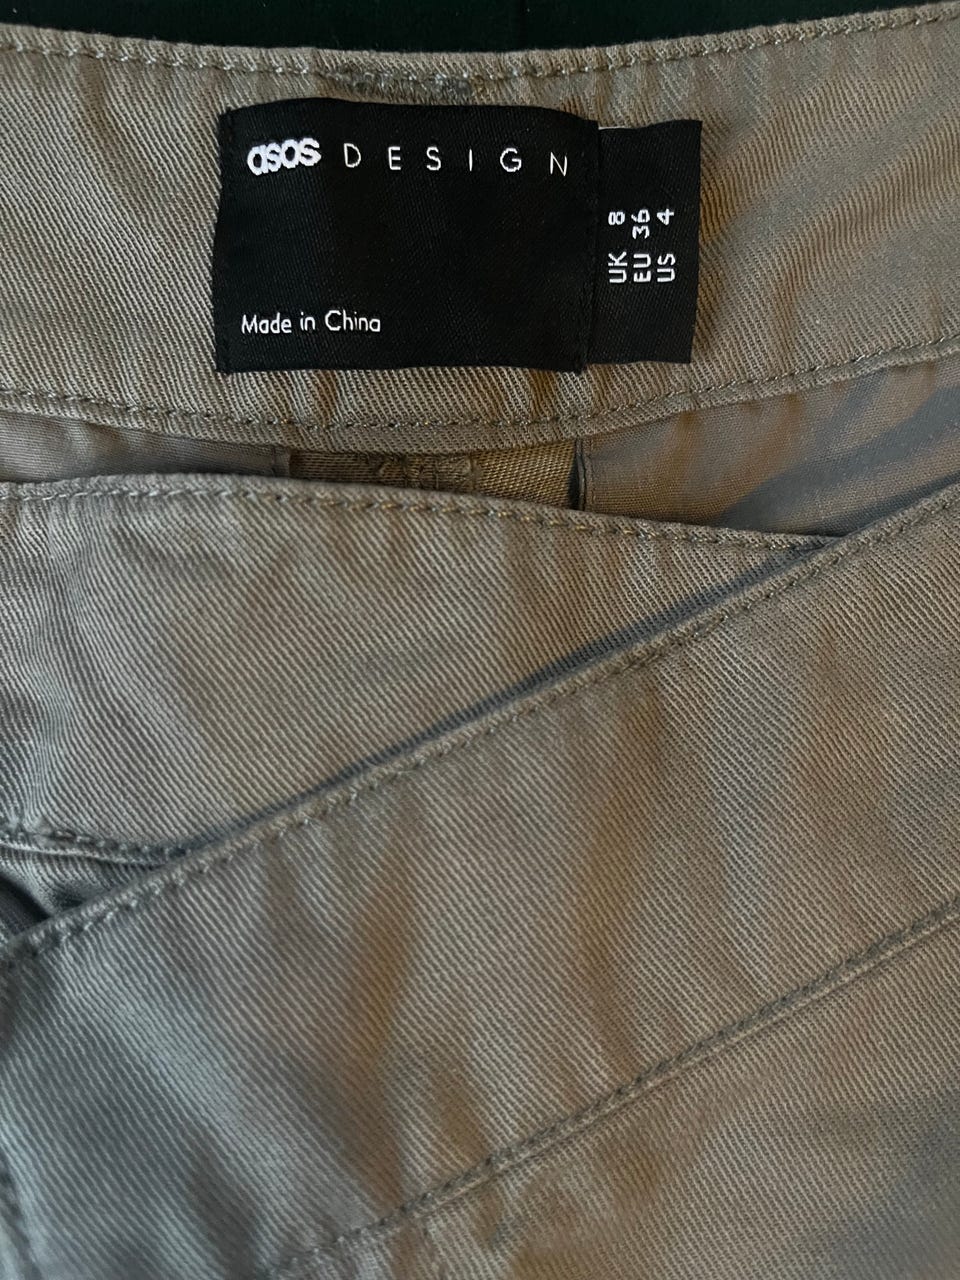 asos DESIGN
Made in China
UK 8
EU 36
US 4